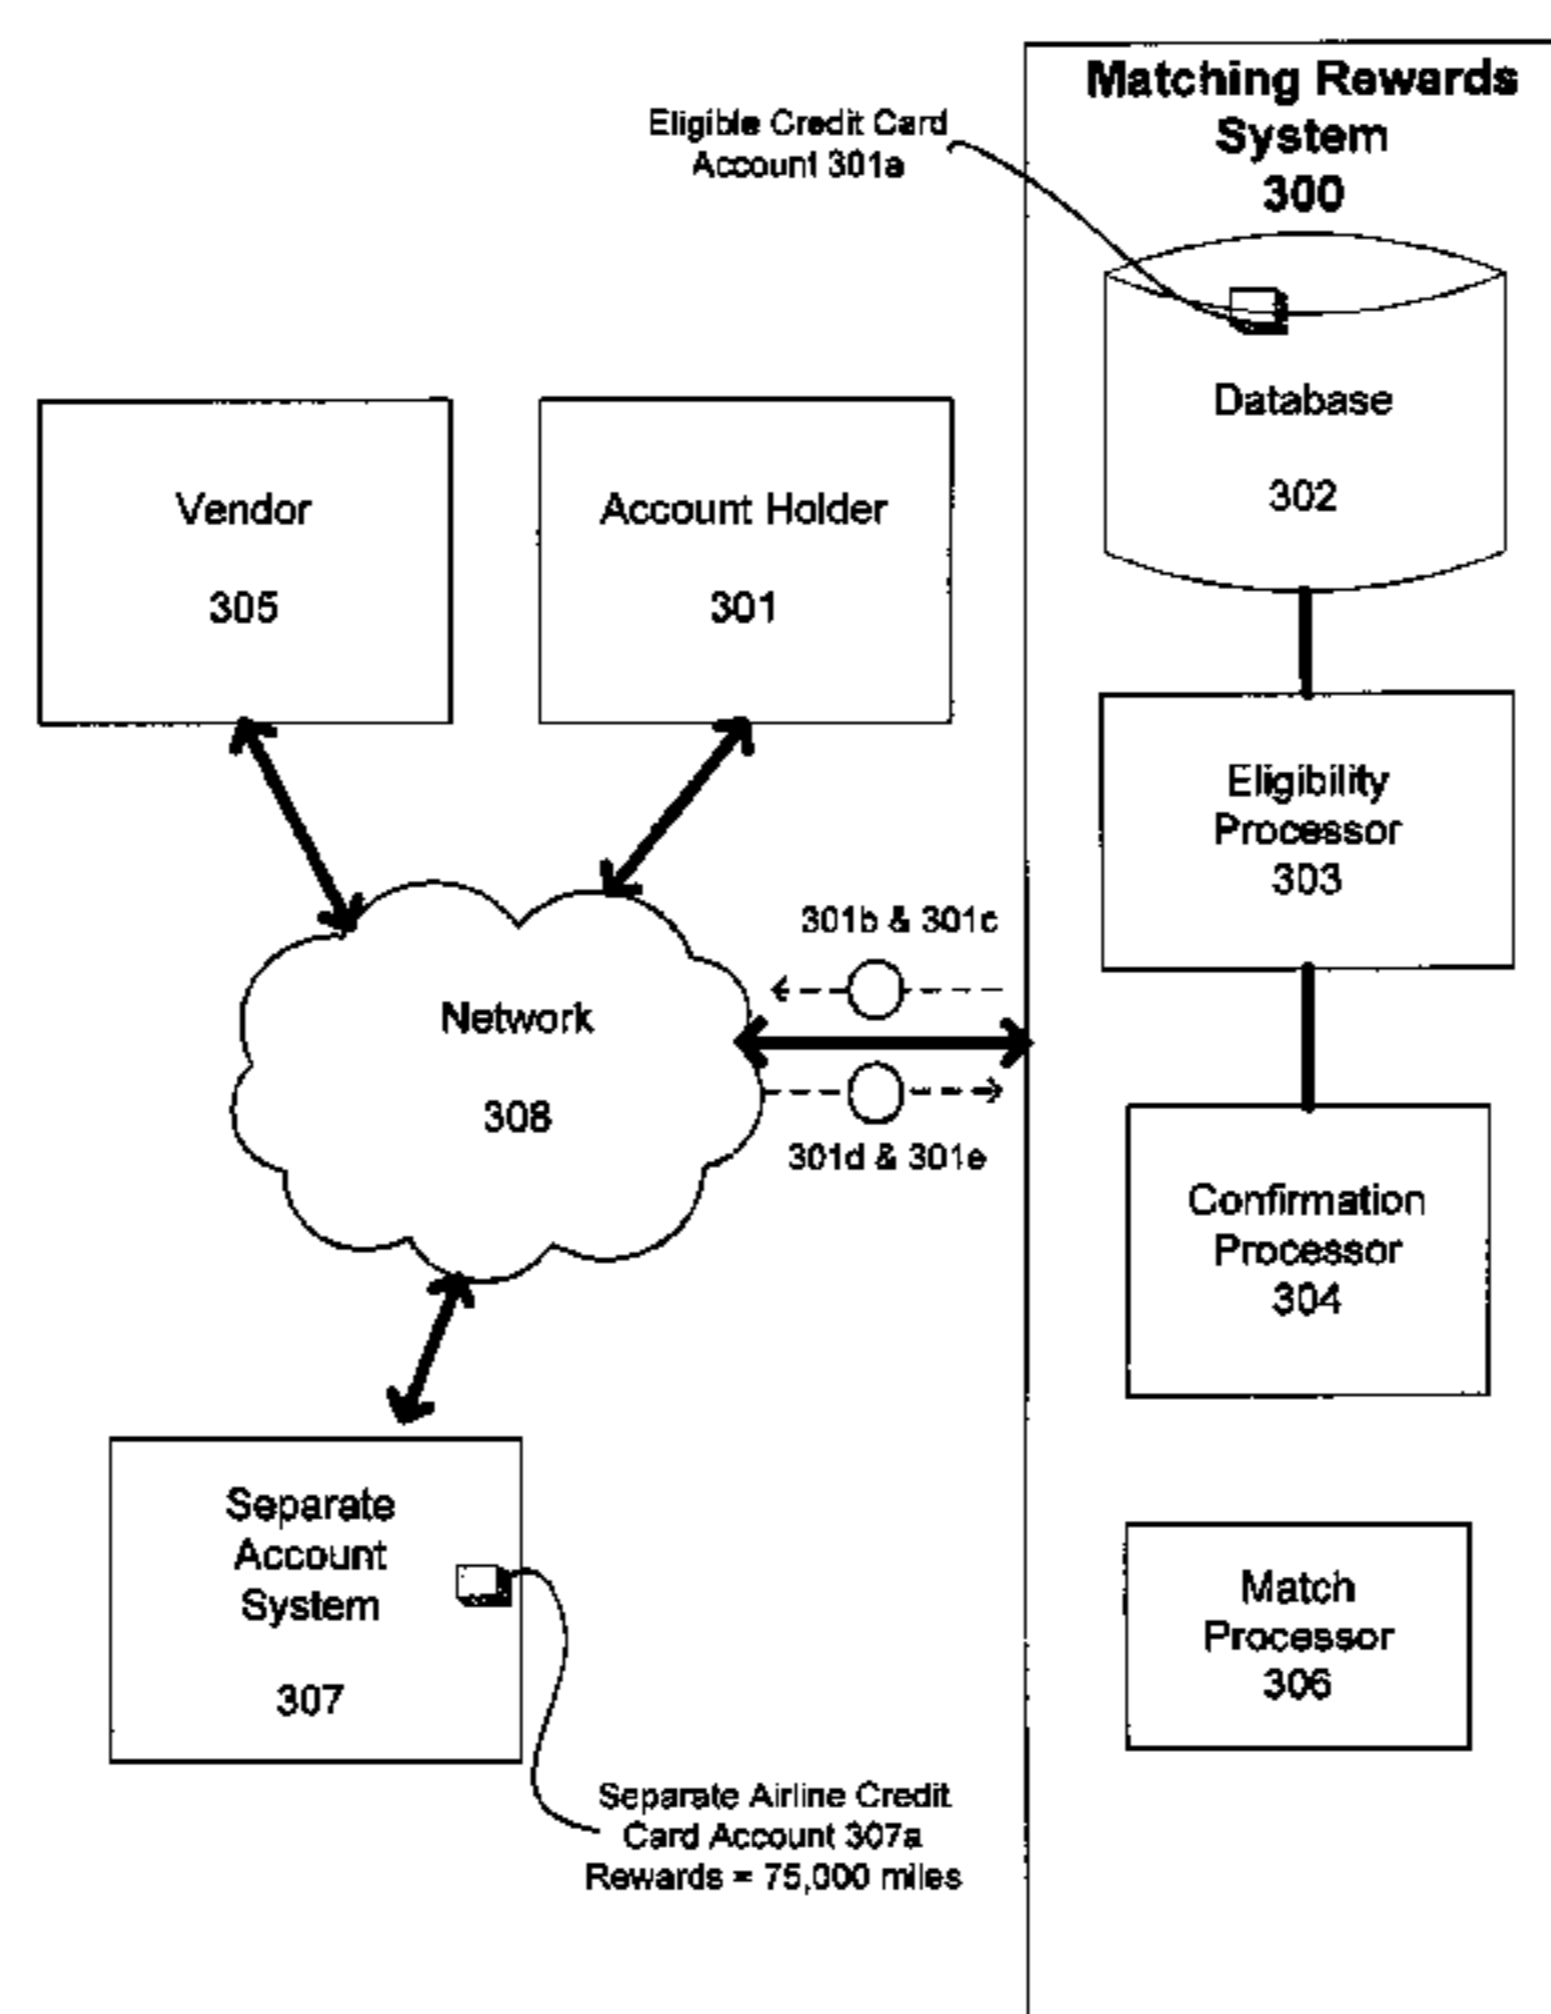 Matching Rewards
System
300
Eligible Credit Card
Account 301a
Database
302
Vendor
305
Account Holder
301
Eligibility
Processor
303
301b & 301c
Network
308
301d & 301e
Confirmation
Processor
304
Separate
Account
System
307
Match
Processor
306
Separate Airline Credit
Card Account 307a
Rewards = 75,000 miles